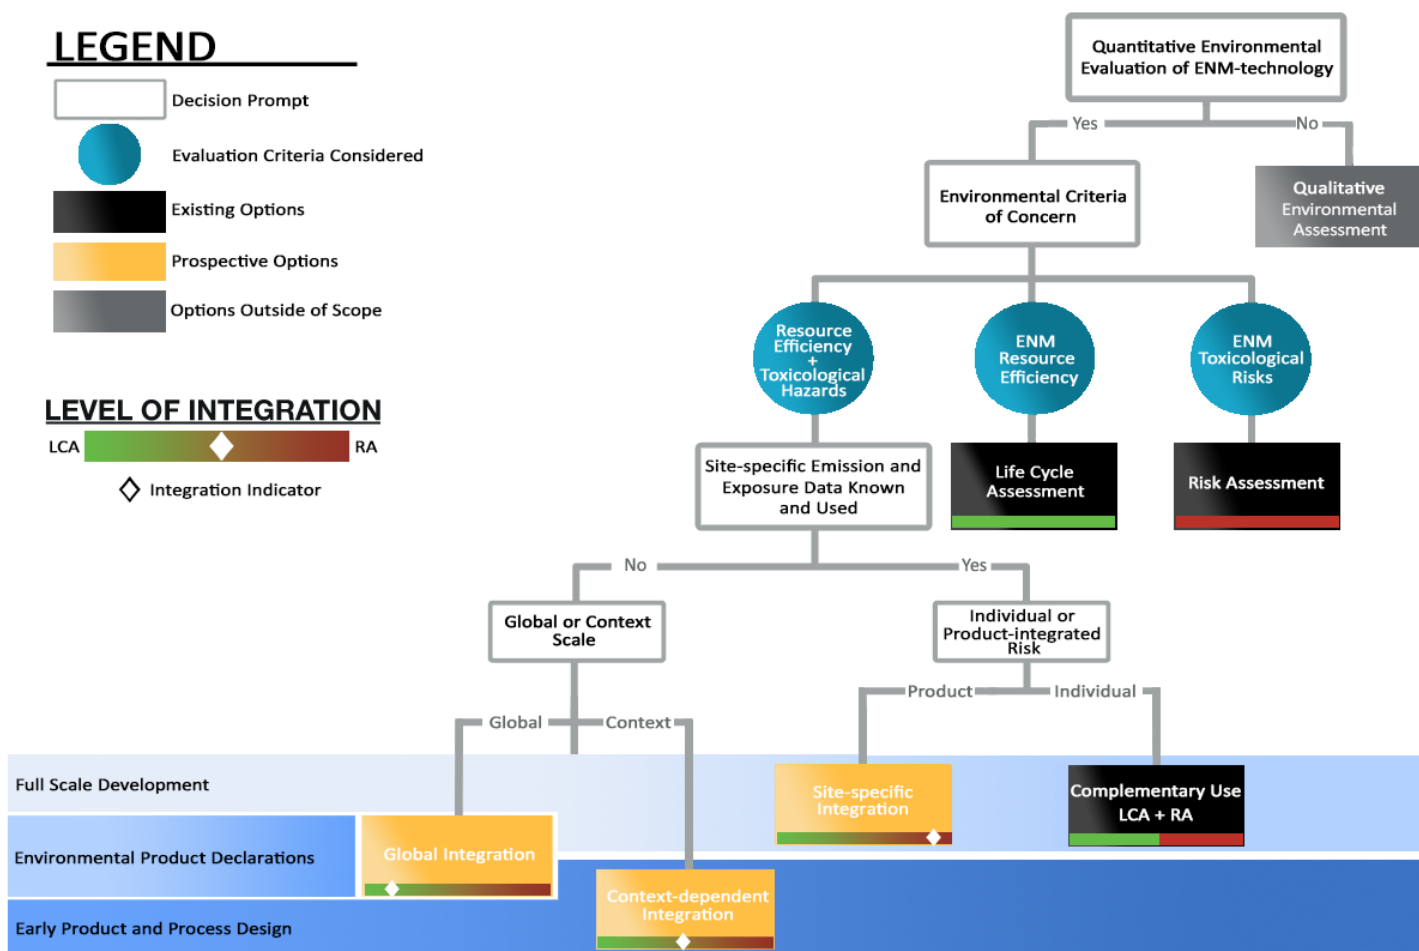 LEGEND
Decision Prompt
Evaluation Criteria Considered
Existing Options
Prospective Options
Options Outside of Scope
LEVEL OF INTEGRATION
LCA
RA
Integration Indicator
Quantitative Environmental
Evaluation of ENM-technology
Yes
No
Environmental Criteria
of Concern
Qualitative
Environmental
Assessment
Resource
Efficiency
+
Toxicological
Hazards
ENM
Resource
Efficiency
ENM
Toxicological
Risks
Site-specific Emission and
Exposure Data Known
and Used
Life Cycle
Assessment
Risk Assessment
No
Yes
Global or Context
Scale
Individual or
Product-integrated
Risk
Product
Individual
Global
Context
Full Scale Development
Site-specific
Integration
Complementary Use
LCA + RA
Environmental Product Declarations
Global Integration
Context-dependent
Integration
Early Product and Process Design